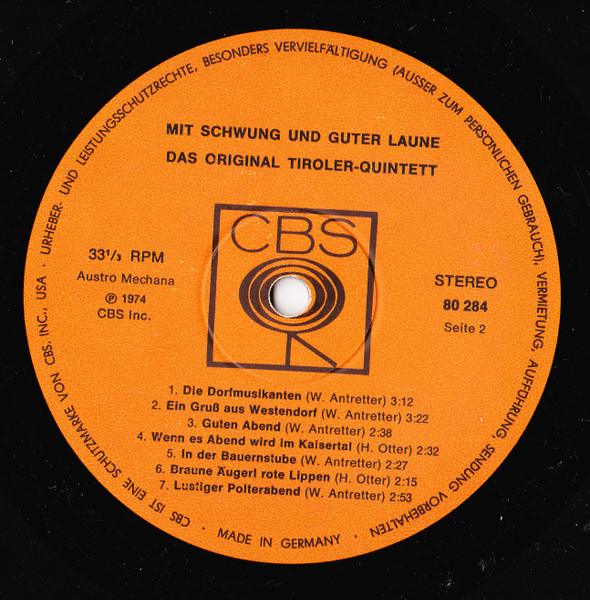 MIT SCHWUNG UND GUTER LAUNE
DAS ORIGINAL TIROLER-QUINTETT
CBS
33 1/3 RPM
Austro Mechana
Ⓟ 1974
CBS Inc.
STEREO
80 284
Seite 2
1. Die Dorfmusikanten (W. Antretter) 3:12
2. Ein Gruß aus Westendorf (W. Antretter) 3:22
3. Guten Abend (W. Antretter) 2:38
4. Wenn es Abend wird im Kaisertal (H. Otter) 2:32
5. In der Bauernstube (W. Antretter) 2:27
6. Braune Äugerl rote Lippen (H. Otter) 2:15
7. Lustiger Polterabend (W. Antretter) 2:53
CBS IST EINE SCHUTZMARKE VON CBS, INC., USA · URHEBER- UND LEISTUNGSSCHUTZRECHTE, BESONDERS VERVIELFÄLTIGUNG (AUSSER ZUM PERSÖNLICHEN GEBRAUCH), VERMIETUNG, AUFFÜHRUNG, SENDUNG VORBEHALTEN · MADE IN GERMANY ·